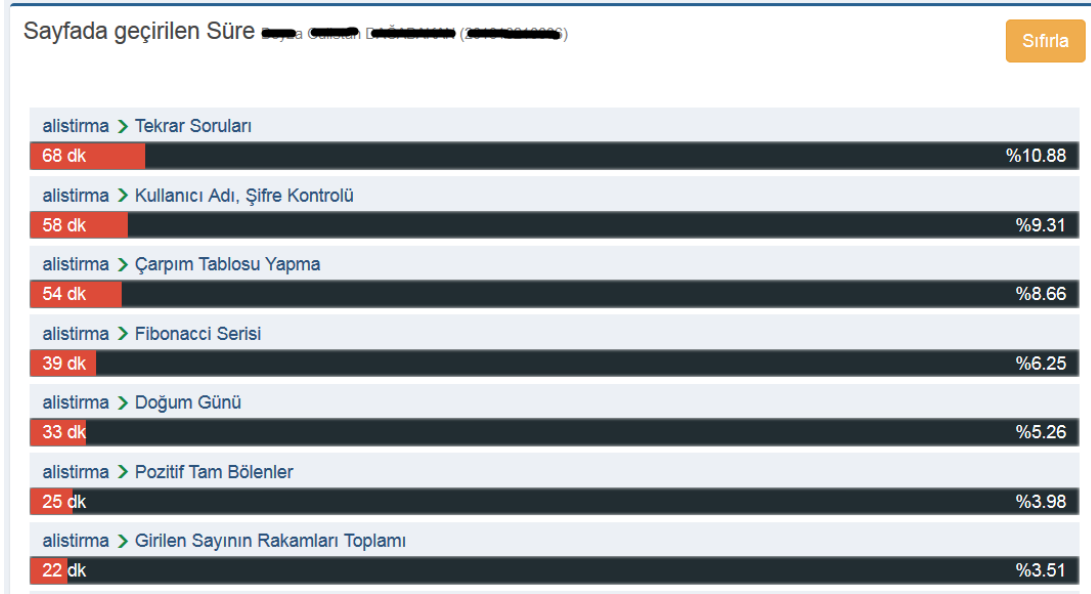 Sayfada geçirilen Süre
Sıfırla
alistirma > Tekrar Soruları
68 dk %10.88
alistirma > Kullanıcı Adı, Şifre Kontrolü
58 dk %9.31
alistirma > Çarpım Tablosu Yapma
54 dk %8.66
alistirma > Fibonacci Serisi
39 dk %6.25
alistirma > Doğum Günü
33 dk %5.26
alistirma > Pozitif Tam Bölenler
25 dk %3.98
alistirma > Girilen Sayının Rakamları Toplamı
22 dk %3.51